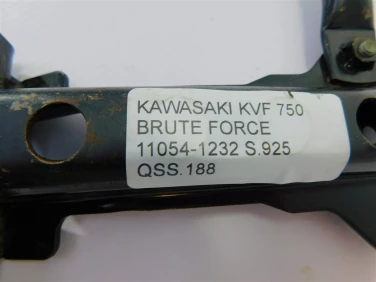 KAWASAKI KVF 750
BRUTE FORCE
11054-1232 S.925
QSS.188